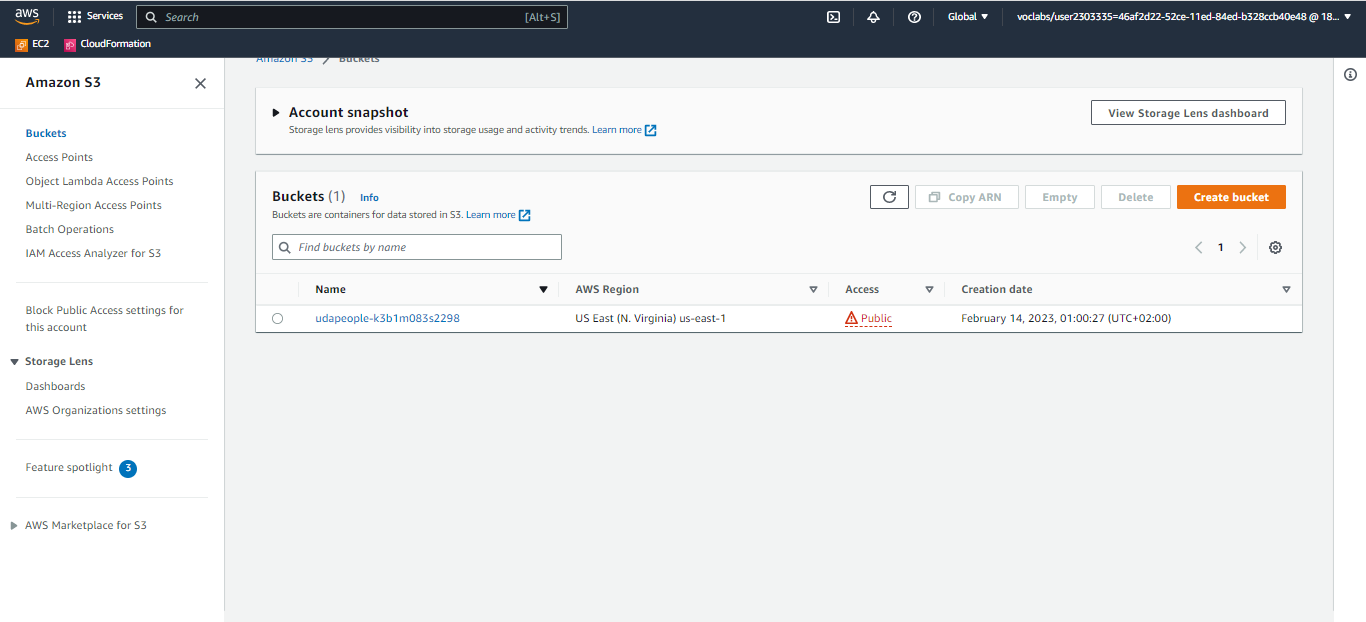 aws
Services
Search
[Alt+S]
Global
voclabs/user2303335=46af2d22-52ce-11ed-84ed-b328ccb40e48 @ 18...
EC2
CloudFormation
Amazon S3
Buckets
Access Points
Object Lambda Access Points
Multi-Region Access Points
Batch Operations
IAM Access Analyzer for S3
Block Public Access settings for
this account
Storage Lens
Dashboards
AWS Organizations settings
Feature spotlight 3
AWS Marketplace for S3
Amazon S3 > Buckets
Account snapshot
Storage lens provides visibility into storage usage and activity trends. Learn more
View Storage Lens dashboard
Buckets (1) Info
Buckets are containers for data stored in S3. Learn more
Copy ARN
Empty
Delete
Create bucket
Find buckets by name
1
Name AWS Region Access Creation date
udapeople-k3b1m083s2298 US East (N. Virginia) us-east-1 Public February 14, 2023, 01:00:27 (UTC+02:00)